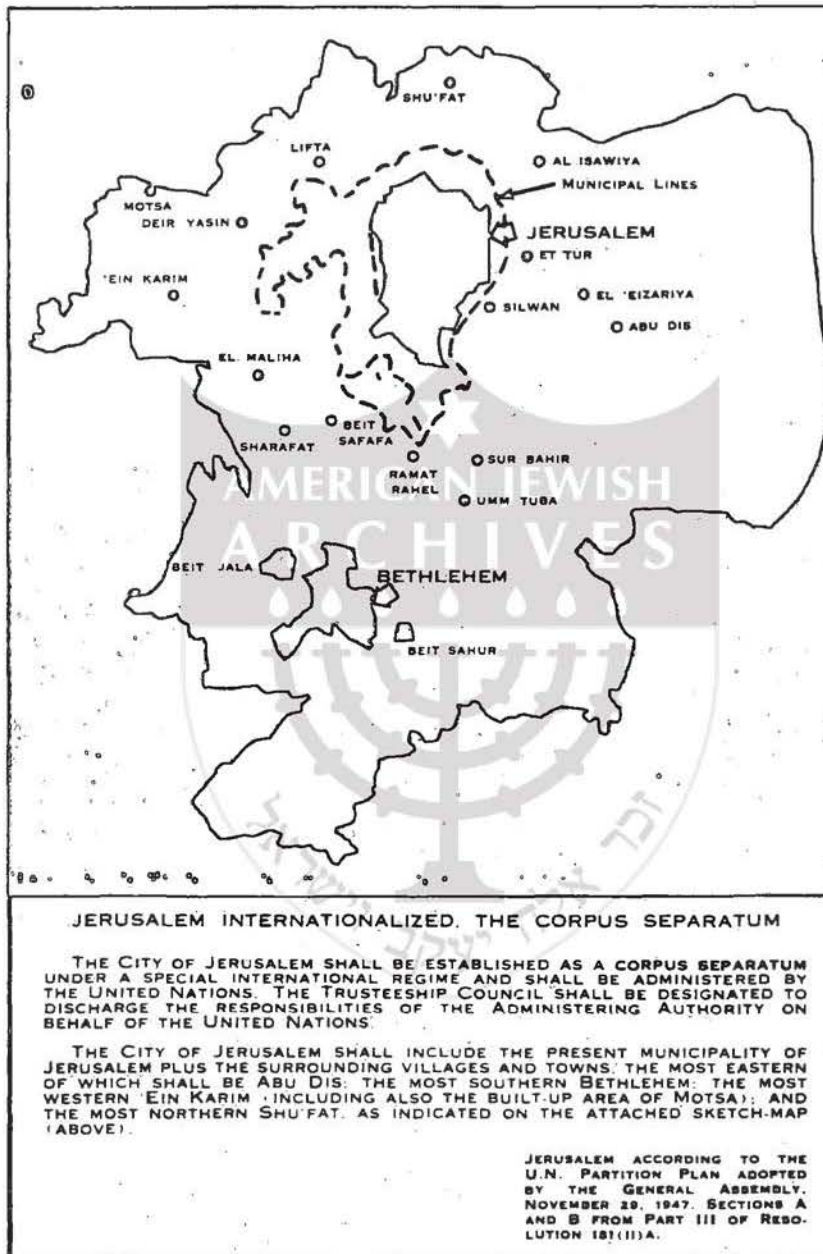 SHU'FAT
LIFTA
AL ISAWIYA
MUNICIPAL LINES
MOTSA
DEIR YASIN
JERUSALEM
ET TUR
'EIN KARIM
EL 'EIZARIYA
SILWAN
ABU DIS
EL. MALIHA
BEIT
SAFAFA
SHARAFAT
RAMAT
RAHEL
SUR BAHIR
UMM TUBA
AMERICAN JEWISH
ARCHIVES
BEIT JALA
BETHLEHEM
BEIT SAHUR
זכר אלה יעקב וישראל
JERUSALEM INTERNATIONALIZED. THE CORPUS SEPARATUM
THE CITY OF JERUSALEM SHALL BE ESTABLISHED AS A CORPUS SEPARATUM
UNDER A SPECIAL INTERNATIONAL REGIME AND SHALL BE ADMINISTERED BY
THE UNITED NATIONS. THE TRUSTEESHIP COUNCIL SHALL BE DESIGNATED TO
DISCHARGE THE RESPONSIBILITIES OF THE ADMINISTERING AUTHORITY ON
BEHALF OF THE UNITED NATIONS.
THE CITY OF JERUSALEM SHALL INCLUDE THE PRESENT MUNICIPALITY OF
JERUSALEM PLUS THE SURROUNDING VILLAGES AND TOWNS. THE MOST EASTERN
OF WHICH SHALL BE ABU DIS: THE MOST SOUTHERN BETHLEHEM: THE MOST
WESTERN 'EIN KARIM (INCLUDING ALSO THE BUILT-UP AREA OF MOTSA); AND
THE MOST NORTHERN SHU'FAT. AS INDICATED ON THE ATTACHED SKETCH-MAP
(ABOVE).
JERUSALEM ACCORDING TO THE
U.N. PARTITION PLAN ADOPTED
BY THE GENERAL ASSEMBLY,
NOVEMBER 29, 1947. SECTIONS A
AND B FROM PART III OF RESO-
LUTION 181(II)A.